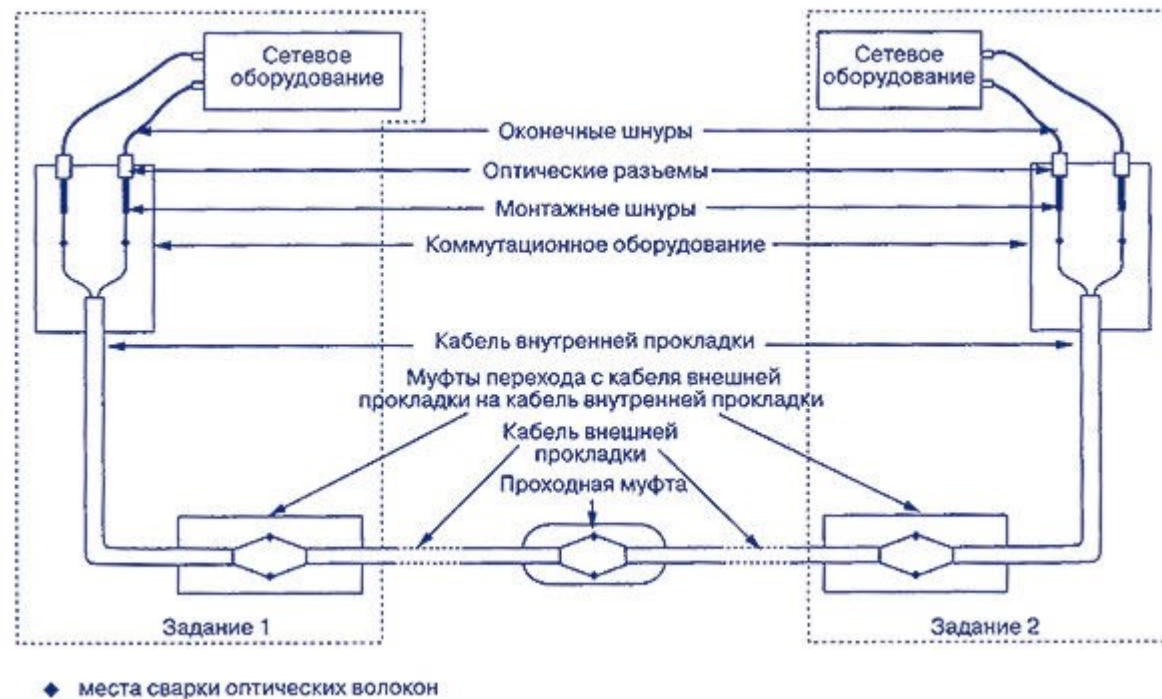 Сетевое
оборудование
Сетевое
оборудование
Оконечные шнуры
Оптические разъемы
Монтажные шнуры
Коммутационное оборудование
Кабель внутренней прокладки
Муфты перехода с кабеля внешней
прокладки на кабель внутренней прокладки
Кабель внешней
прокладки
Проходная муфта
Задание 1
Задание 2
места сварки оптических волокон